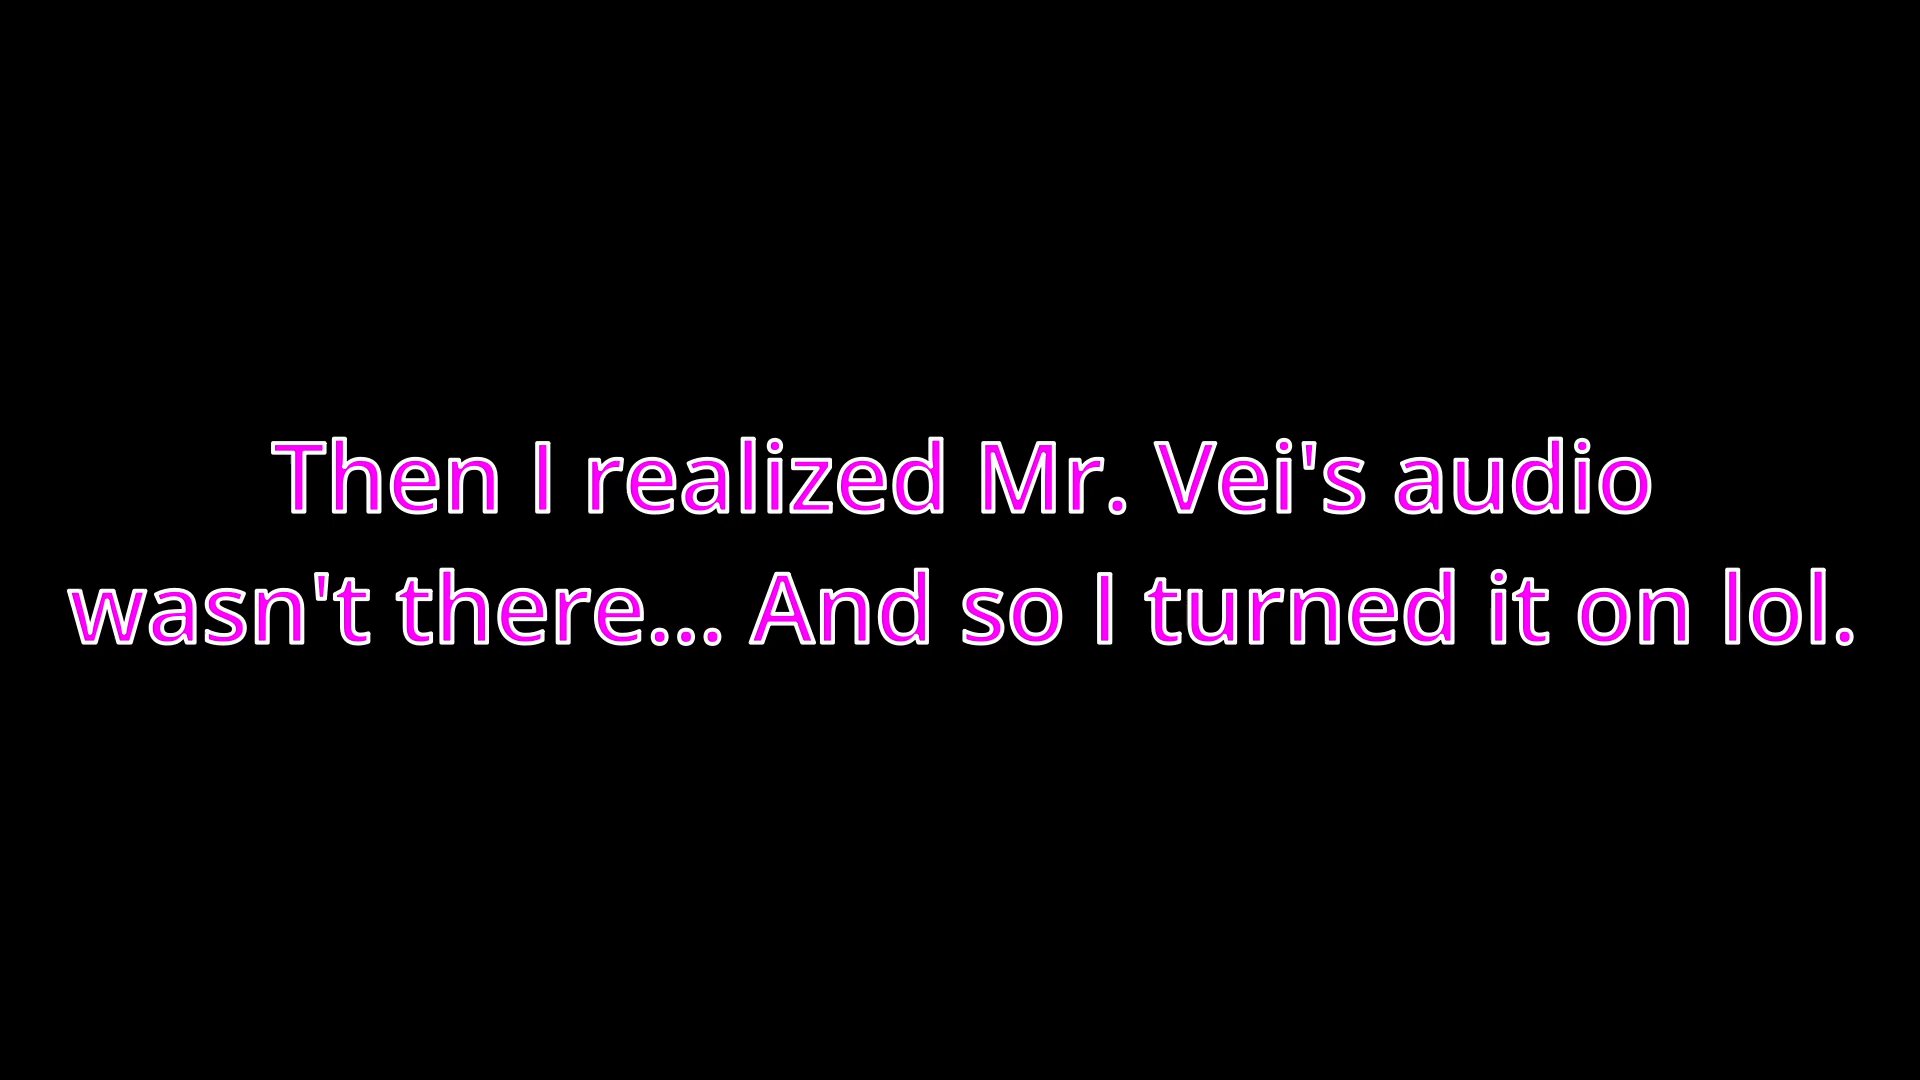 Then I realized Mr. Vei's audio
wasn't there... And so I turned it on lol.